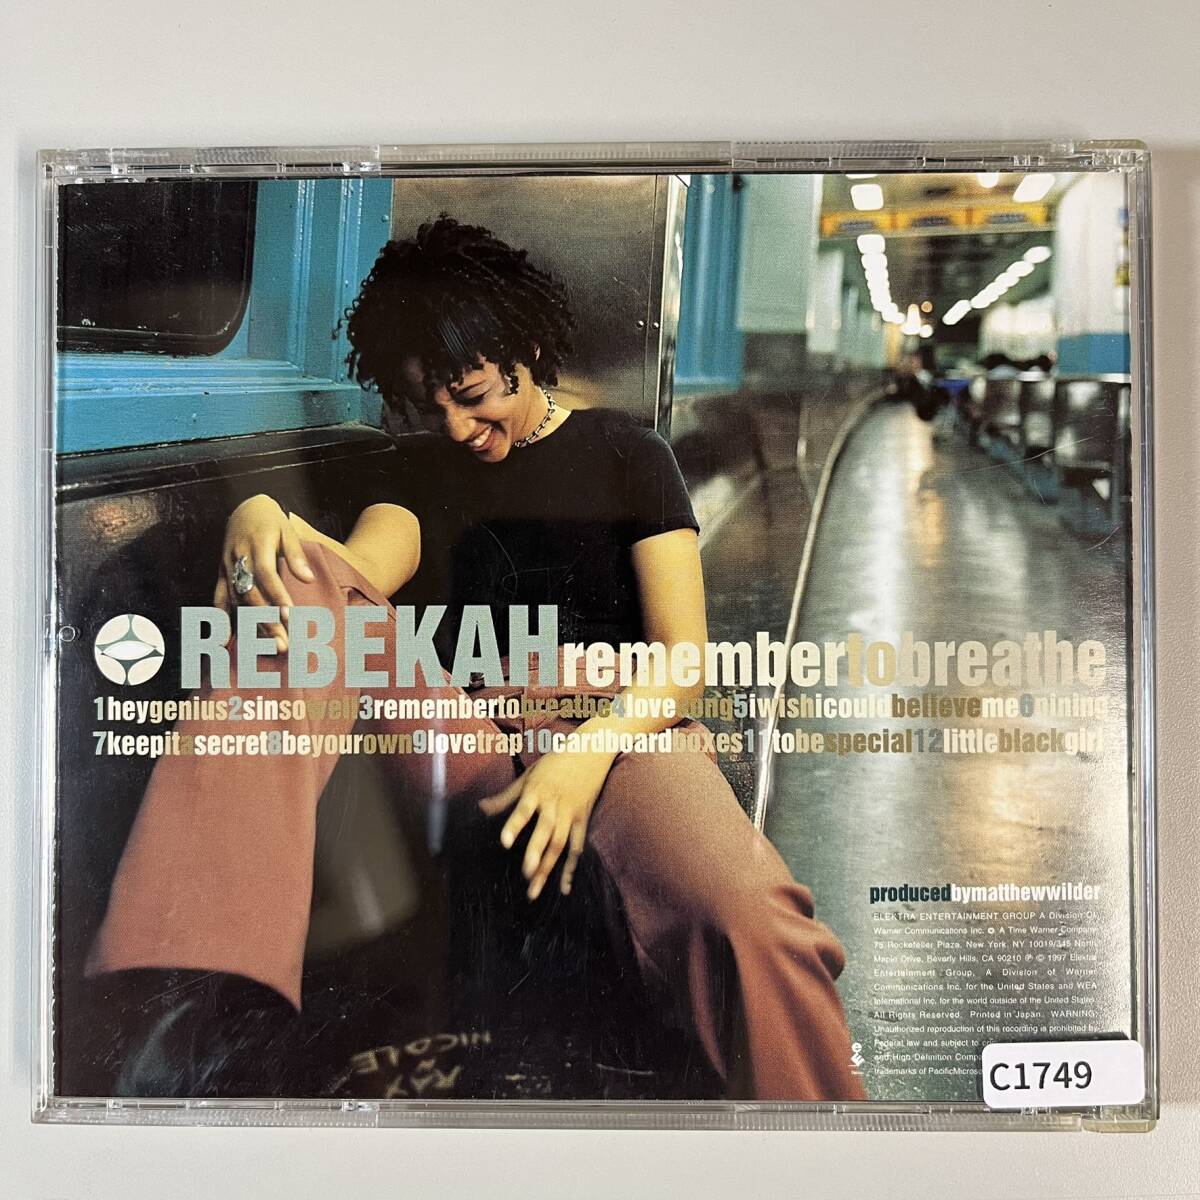 REBEKAHremembertobreathe
1heygenius2sinsowell3remembertobreathe4lovesong5iwishicouldbelieveme6pining
7keepitasecret8beyourown9lovetrap10cardboardboxes11tobespecial12littleblackgirl
producedbymatthewwilder
ELEKTRA ENTERTAINMENT GROUP A Division Of
Warner Communications Inc. A Time Warner Company
75 Rockefeller Plaza, New York, NY 10019/345 North
Maple Drive, Beverly Hills, CA 90210 ℗ © 1997 Elektra
Entertainment Group, A Division of Warner
Communications Inc. for the United States and WEA
International Inc. for the world outside of the United States.
All Rights Reserved. Printed in Japan. WARNING:
Unauthorized reproduction of this recording is prohibited by
Federal law and subject to
and High Definition
trademarks of
C1749
NICOLE
RAY